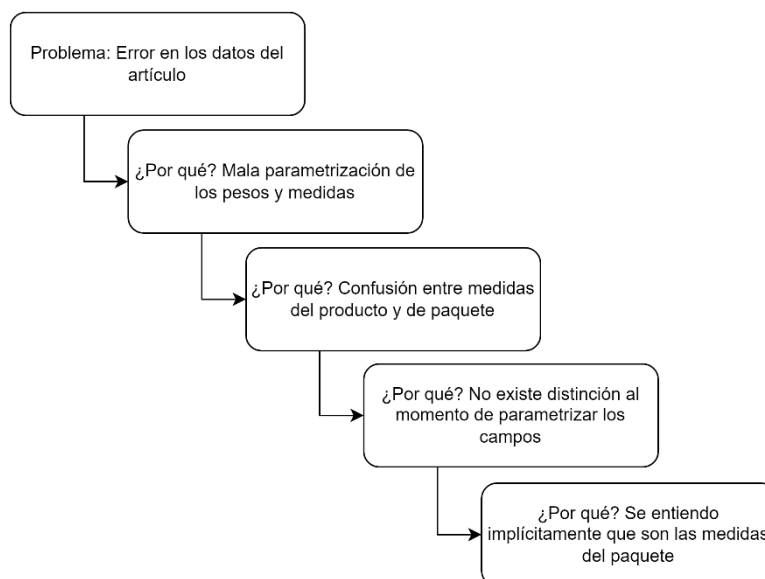 Problema: Error en los datos del
artículo
¿Por qué? Mala parametrización de
los pesos y medidas
¿Por qué? Confusión entre medidas
del producto y de paquete
¿Por qué? No existe distinción al
momento de parametrizar los
campos
¿Por qué? Se entiendo
implícitamente que son las medidas
del paquete